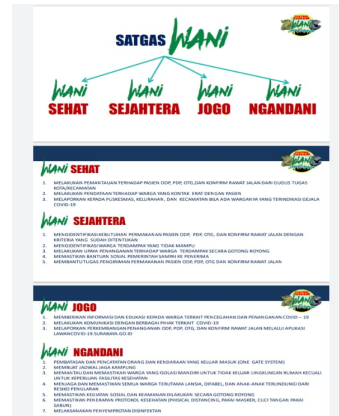 SATGAS WANI
WANI SEHAT
WANI SEJAHTERA
WANI JOGO
WANI NGANDANI
WANI SEHAT
1. MELAKUKAN PEMANTAUAN TERHADAP PASIEN ODP, PDP, OTG,DAN KONFIRM RAWAT JALAN DARI GUGUS TUGAS
KOTA/KECAMATAN
2. MELAKUKAN PENDATAAN TERHADAP WARGA YANG KONTAK ERAT DENGAN PASIEN
3. MELAPORKAN KEPADA PUSKESMAS, KELURAHAN, DAN KECAMATAN BILA ADA WARGANYA YANG TERINDIKASI GEJALA
COVID-19
WANI SEJAHTERA
1. MENGIDENTIFIKASI KEBUTUHAN PERMAKANAN PASIEN ODP, PDP, OTG, DAN KONFIRM RAWAT JALAN DENGAN
KRITERIA YANG SUDAH DITENTUKAN
2. MENGIDENTIFIKASI WARGA TERDAMPAK YANG TIDAK MAMPU
3. MELAKUKAN UPAYA PENANGANAN TERHADAP WARGA TERDAMPAK SECARA GOTONG ROYONG
4. MEMASTIKAN BANTUAN SOSIAL PEMERINTAH SAMPAI KE PENERIMA
5. MEMBANTU TUGAS PENGIRIMAN PERMAKANAN PASIEN ODP, PDP, OTG DAN KONFIRM RAWAT JALAN
WANI JOGO
1. MEMBERIKAN INFORMASI DAN EDUKASI KEPADA WARGA TERKAIT PENCEGAHAN DAN PENANGANAN COVID – 19
2. MELAKUKAN KOMUNIKASI DENGAN BERBAGAI PIHAK TERKAIT COVID-19
3. MELAPORKAN PERKEMBANGAN PENANGANAN ODP, PDP, OTG, DAN KONFIRM RAWAT JALAN MELALUI APLIKASI
LAWANCOVID-19.SURABAYA.GO.ID
WANI NGANDANI
1. PEMBATASAN DAN PENCATATAN ORANG DAN KENDARAAN YANG KELUAR MASUK (ONE GATE SYSTEM)
2. MEMBUAT JADWAL JAGA KAMPUNG
3. MEMANTAU DAN MEMASTIKAN WARGA YANG ISOLASI MANDIRI UNTUK TIDAK KELUAR LINGKUNGAN RUMAH KECUALI
UNTUK KEPERLUAN FASILITAS KESEHATAN
4. MENJAGA DAN MEMASTIKAN SEMUA WARGA TERUTAMA LANSIA, DIFABEL, DAN ANAK-ANAK TERLINDUNGI DARI
RESIKO PENULARAN
5. MEMASTIKAN KEGIATAN SOSIAL DAN KEAGAMAAN DILAKUKAN SECARA GOTONG ROYONG
6. MEMASTIKAN PENERAPAN PROTOKOL KESEHATAN (PHISICAL DISTANCING, PAKAI MASKER, CUCI TANGAN PAKAI
SABUN)
7. MELAKSANAKAN PENYEMPROTAN DISINFEKTAN